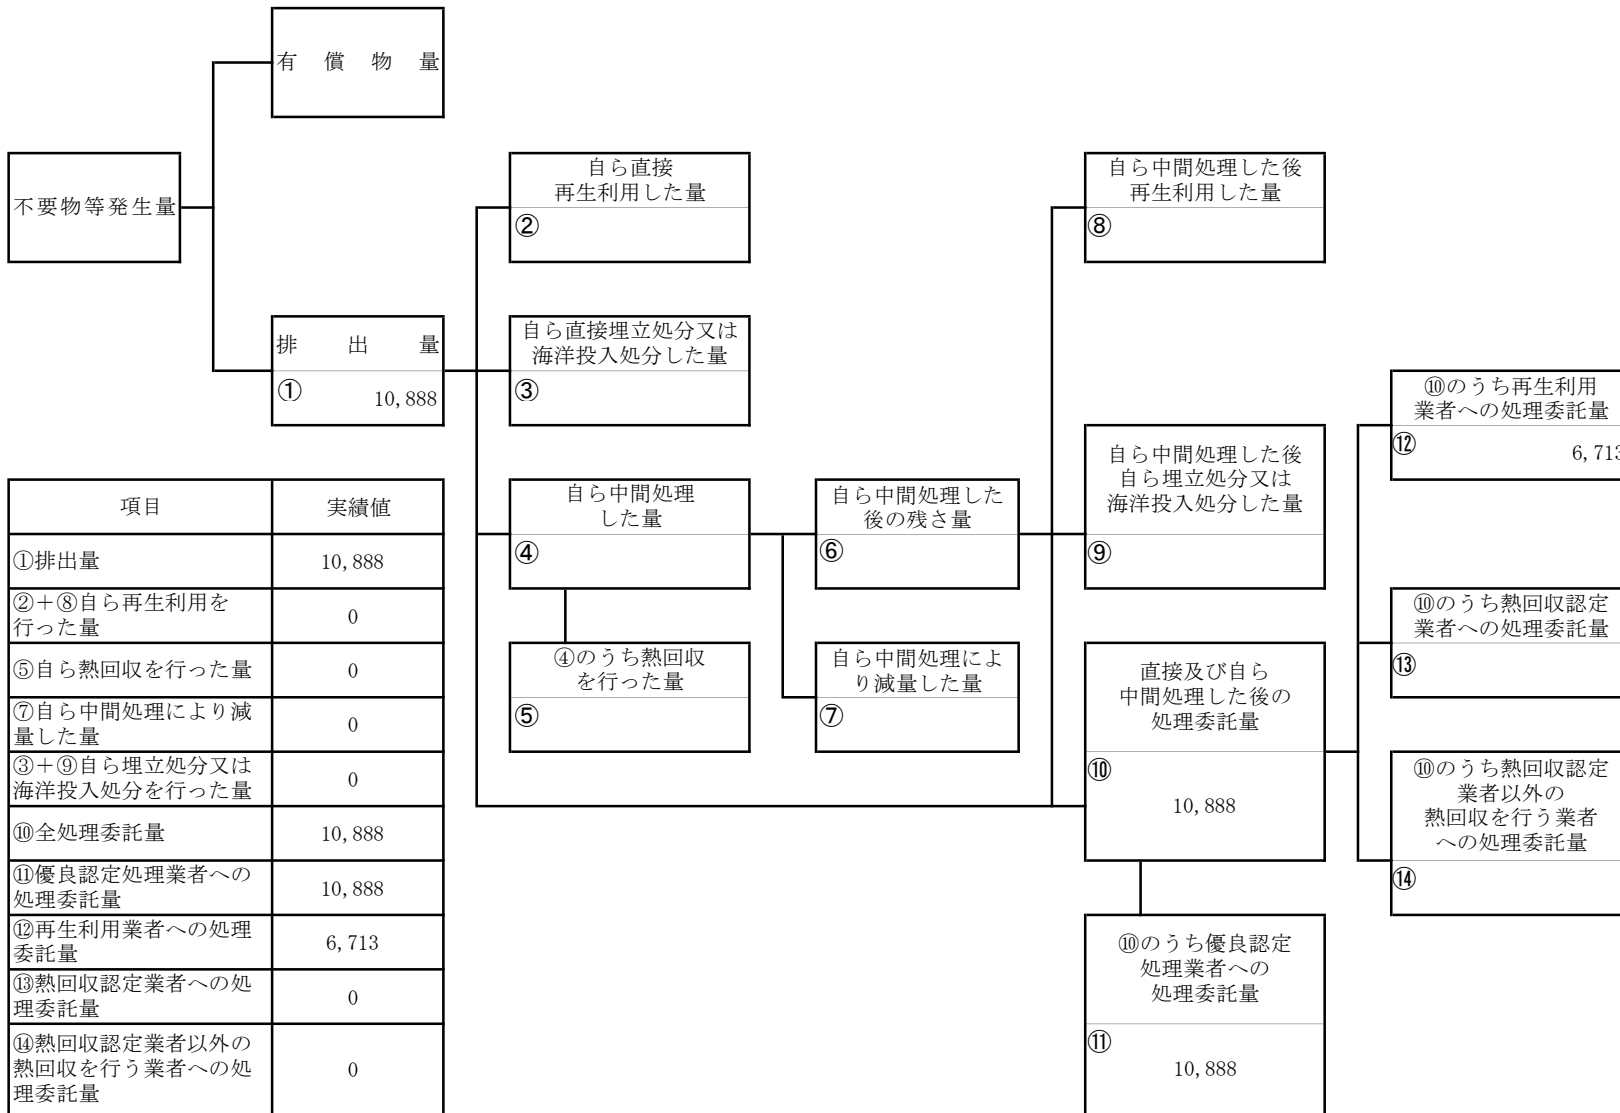 有償物量
不要物等発生量
排出量
①
10,888
自ら直接
再生利用した量
②
自ら直接埋立処分又は
海洋投入処分した量
③
自ら中間処理
した量
④
④のうち熱回収
を行った量
⑤
自ら中間処理した
後の残さ量
⑥
自ら中間処理によ
り減量した量
⑦
自ら中間処理した後
再生利用した量
⑧
自ら中間処理した後
自ら埋立処分又は
海洋投入処分した量
⑨
直接及び自ら
中間処理した後の
処理委託量
⑩
10,888
⑩のうち優良認定
処理業者への
処理委託量
⑪
10,888
⑩のうち再生利用
業者への処理委託量
⑫
6,713
⑩のうち熱回収認定
業者への処理委託量
⑬
⑩のうち熱回収認定
業者以外の
熱回収を行う業者
への処理委託量
⑭
項目 実績値
①排出量 10,888
②+⑧自ら再生利用を
行った量 0
⑤自ら熱回収を行った量 0
⑦自ら中間処理により減
量した量 0
③+⑨自ら埋立処分又は
海洋投入処分を行った量 0
⑩全処理委託量 10,888
⑪優良認定処理業者への
処理委託量 10,888
⑫再生利用業者への処理
委託量 6,713
⑬熱回収認定業者への処
理委託量 0
⑭熱回収認定業者以外の
熱回収を行う業者への処
理委託量 0